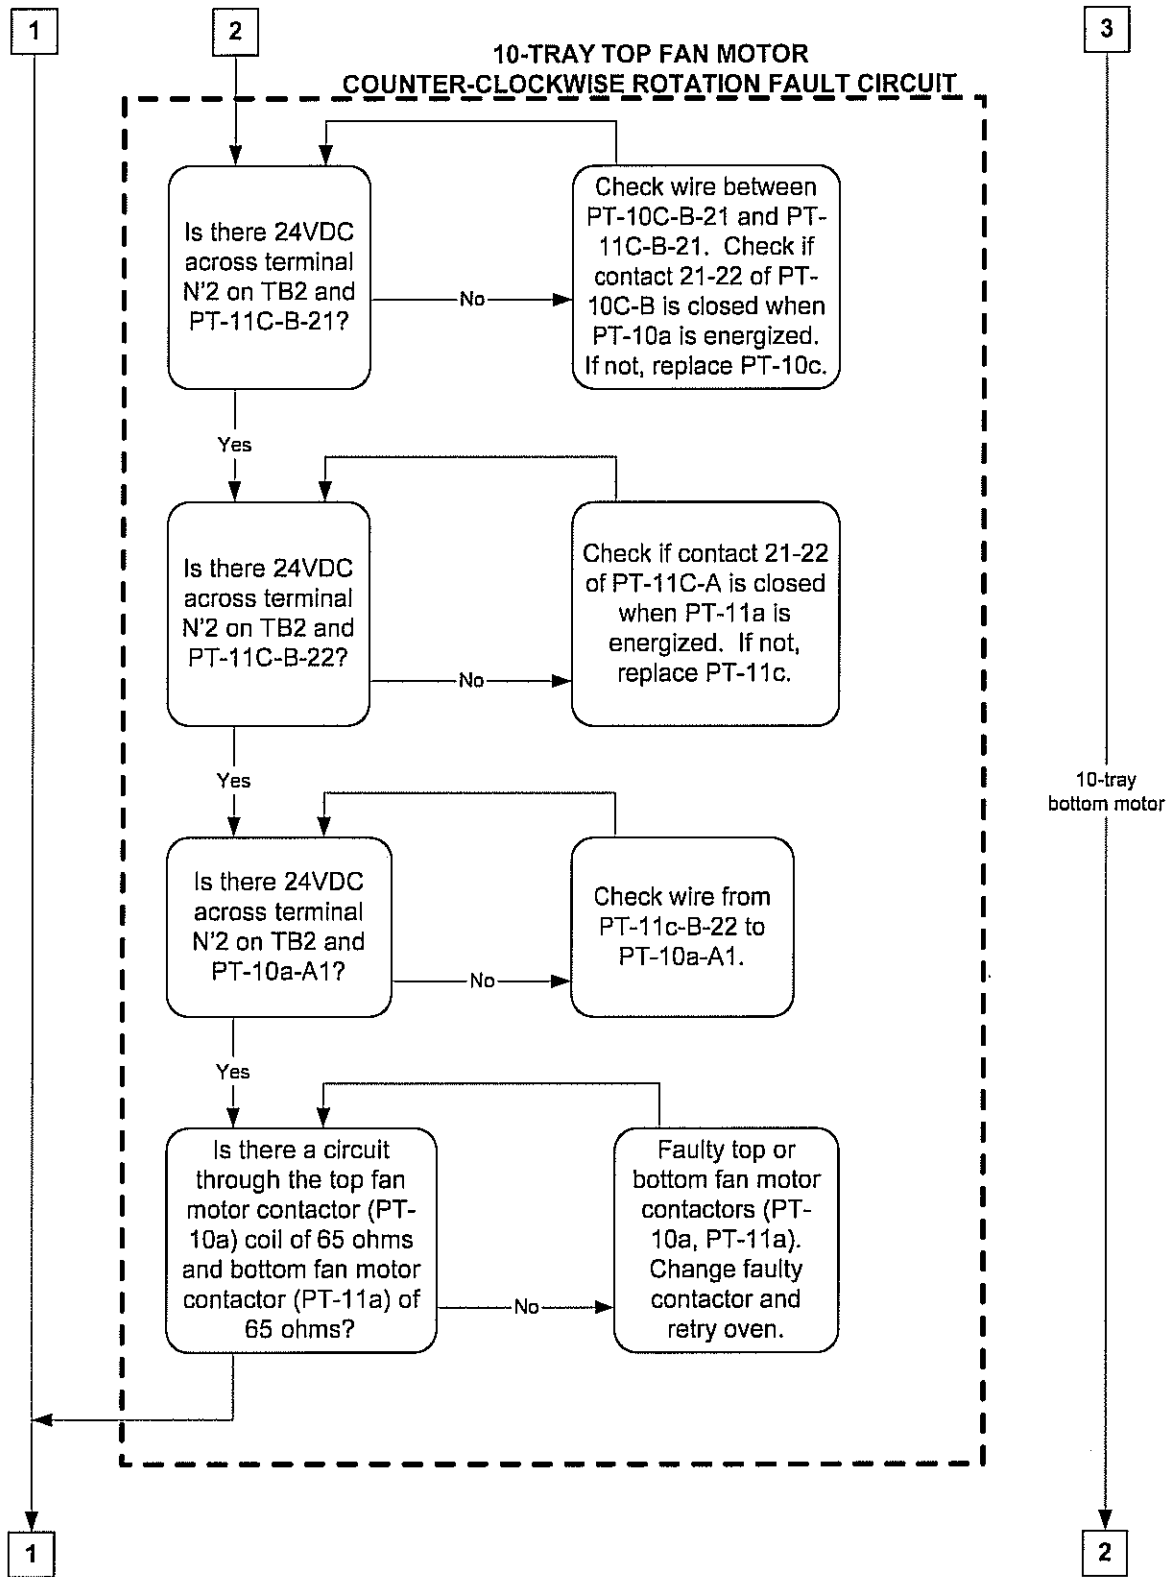 1
2
3
10-TRAY TOP FAN MOTOR
COUNTER-CLOCKWISE ROTATION FAULT CIRCUIT
Is there 24VDC
across terminal
N'2 on TB2 and
PT-11C-B-21?
No
Check wire between
PT-10C-B-21 and PT-
11C-B-21. Check if
contact 21-22 of PT-
10C-B is closed when
PT-10a is energized.
If not, replace PT-10c.
Yes
Is there 24VDC
across terminal
N'2 on TB2 and
PT-11C-B-22?
No
Check if contact 21-22
of PT-11C-A is closed
when PT-11a is
energized. If not,
replace PT-11c.
Yes
10-tray
bottom motor
Is there 24VDC
across terminal
N'2 on TB2 and
PT-10a-A1?
No
Check wire from
PT-11c-B-22 to
PT-10a-A1.
Yes
Is there a circuit
through the top fan
motor contactor (PT-
10a) coil of 65 ohms
and bottom fan motor
contactor (PT-11a) of
65 ohms?
No
Faulty top or
bottom fan motor
contactors (PT-
10a, PT-11a).
Change faulty
contactor and
retry oven.
1
2